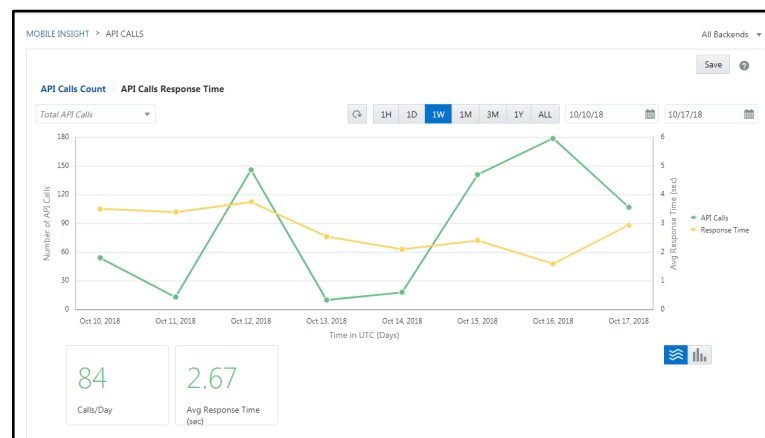 MOBILE INSIGHT > API CALLS
All Backends
Save
API Calls Count
API Calls Response Time
Total API Calls
1H 1D 1W 1M 3M 1Y ALL
10/10/18
10/17/18
180
150
120
90
60
30
0
Number of API Calls
6
5
4
3
2
1
0
Avg Response Time (sec)
API Calls
Response Time
Oct 10, 2018 Oct 11, 2018 Oct 12, 2018 Oct 13, 2018 Oct 14, 2018 Oct 15, 2018 Oct 16, 2018 Oct 17, 2018
Time in UTC (Days)
84
Calls/Day
2.67
Avg Response Time
(sec)